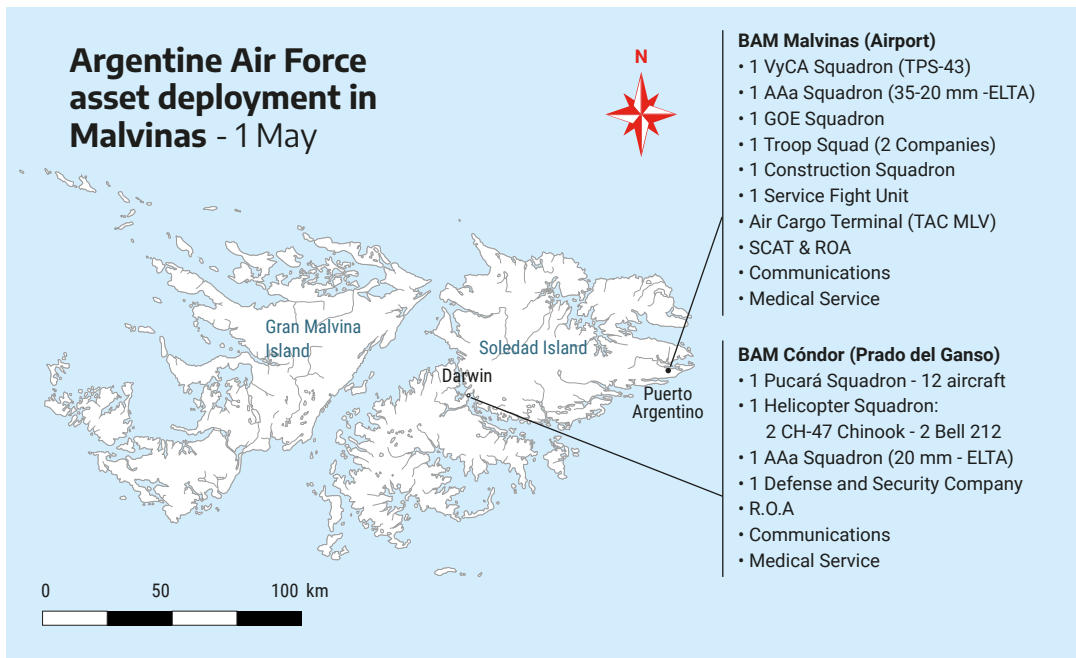 Argentine Air Force
asset deployment in
Malvinas - 1 May
N
BAM Malvinas (Airport)
• 1 VyCA Squadron (TPS-43)
• 1 AAa Squadron (35-20 mm -ELTA)
• 1 GOE Squadron
• 1 Troop Squad (2 Companies)
• 1 Construction Squadron
• 1 Service Fight Unit
• Air Cargo Terminal (TAC MLV)
• SCAT & ROA
• Communications
• Medical Service
Gran Malvina
Island
Soledad Island
Darwin
Puerto
Argentino
BAM Cóndor (Prado del Ganso)
• 1 Pucará Squadron - 12 aircraft
• 1 Helicopter Squadron:
2 CH-47 Chinook - 2 Bell 212
• 1 AAa Squadron (20 mm - ELTA)
• 1 Defense and Security Company
• R.O.A
• Communications
• Medical Service
0 50 100 km